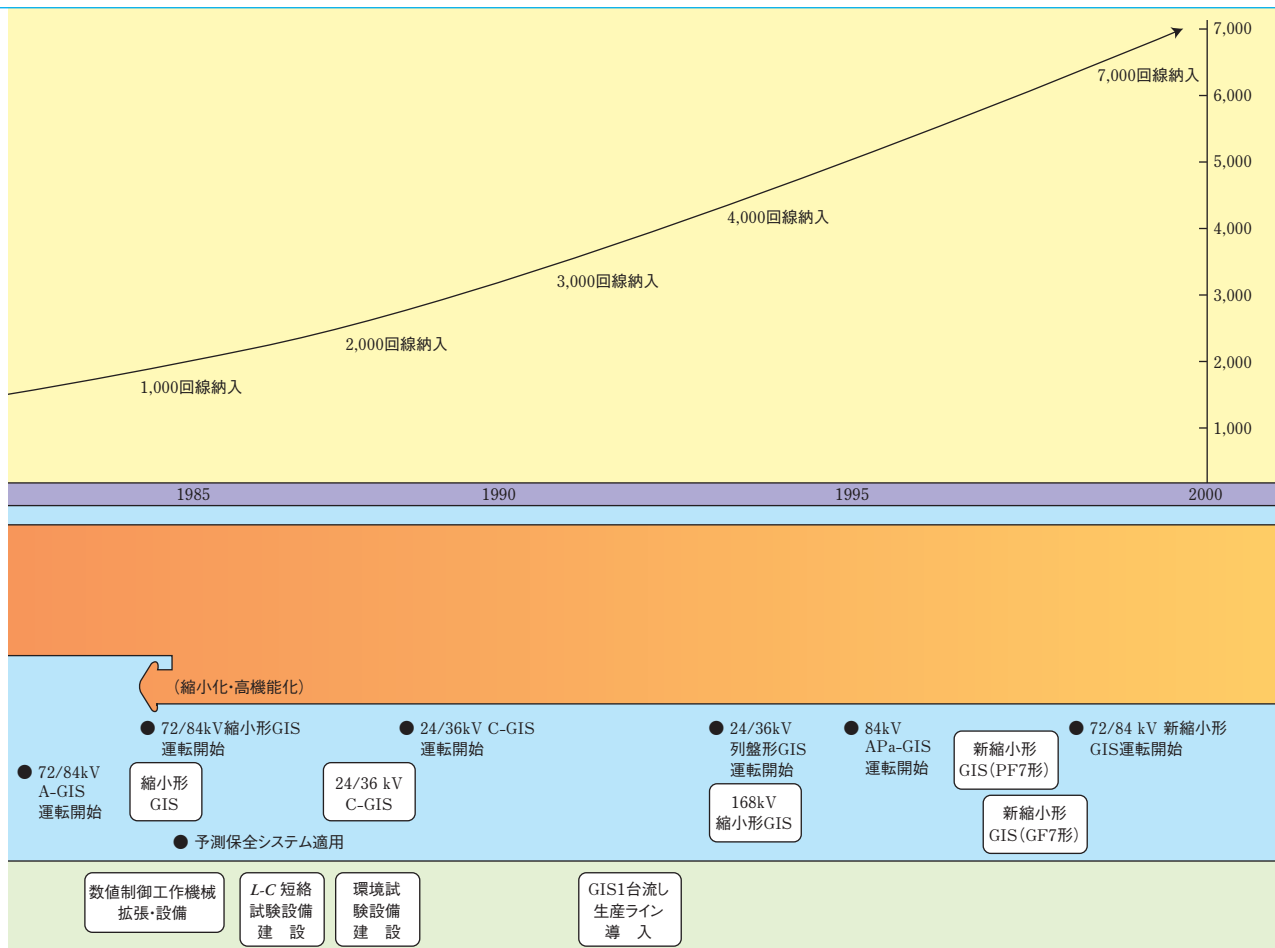 7,000
7,000回線納入
6,000
5,000
4,000回線納入
4,000
3,000回線納入
3,000
2,000回線納入
2,000
1,000回線納入
1,000
1985
1990
1995
2000
(縮小化・高機能化)
● 72/84kV
A-GIS
運転開始
● 72/84kV縮小形GIS
運転開始
縮小形
GIS
● 予測保全システム適用
● 24/36kV C-GIS
運転開始
24/36 kV
C-GIS
● 24/36kV
列盤形GIS
運転開始
168kV
縮小形GIS
● 84kV
APa-GIS
運転開始
新縮小形
GIS(PF7形)
新縮小形
GIS(GF7形)
● 72/84 kV 新縮小形
GIS運転開始
数値制御工作機械
拡張・設備
L-C 短絡
試験設備
建 設
環境試
験設備
建 設
GIS1台流し
生産ライン
導 入